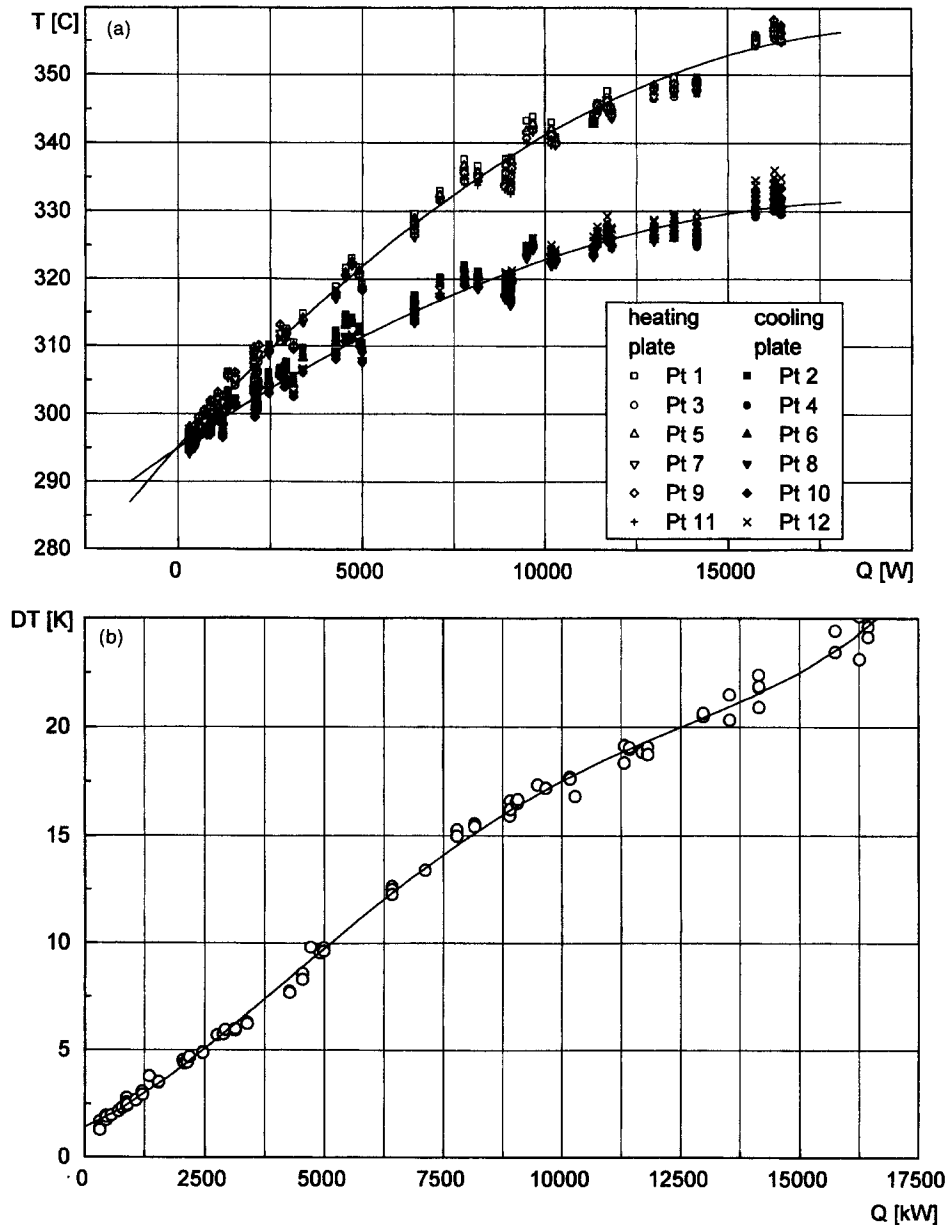 T [C]
(a)
350
340
330
320
310
300
290
280
heating cooling
plate plate
□ Pt 1 ■ Pt 2
○ Pt 3 ● Pt 4
△ Pt 5 ▲ Pt 6
▽ Pt 7 ▼ Pt 8
◇ Pt 9 ◆ Pt 10
+ Pt 11 × Pt 12
0 5000 10000 15000 Q [W]
DT [K]
(b)
20
15
10
5
0
0 2500 5000 7500 10000 12500 15000 17500
Q [kW]